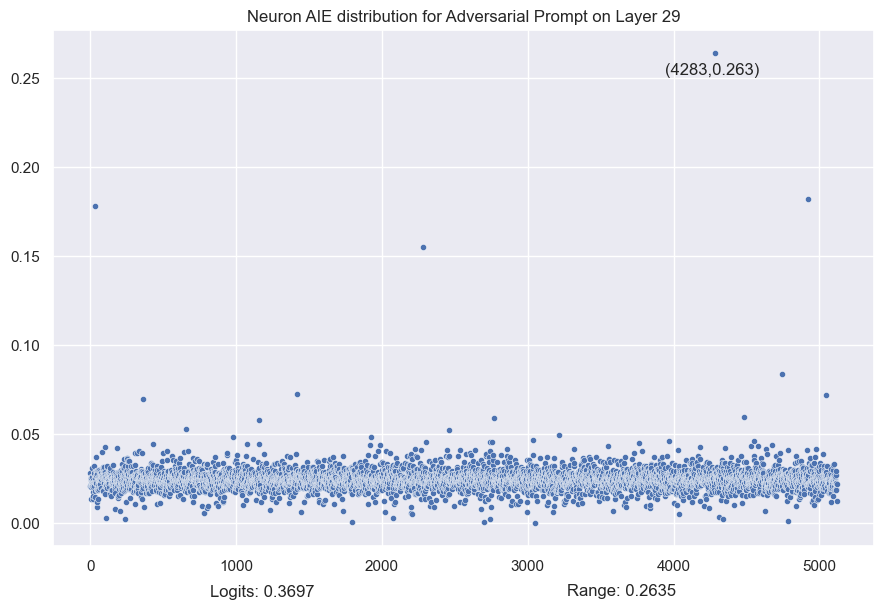 Neuron AIE distribution for Adversarial Prompt on Layer 29
0.25
(4283,0.263)
0.20
0.15
0.10
0.05
0.00
0 1000 2000 3000 4000 5000
Logits: 0.3697 Range: 0.2635